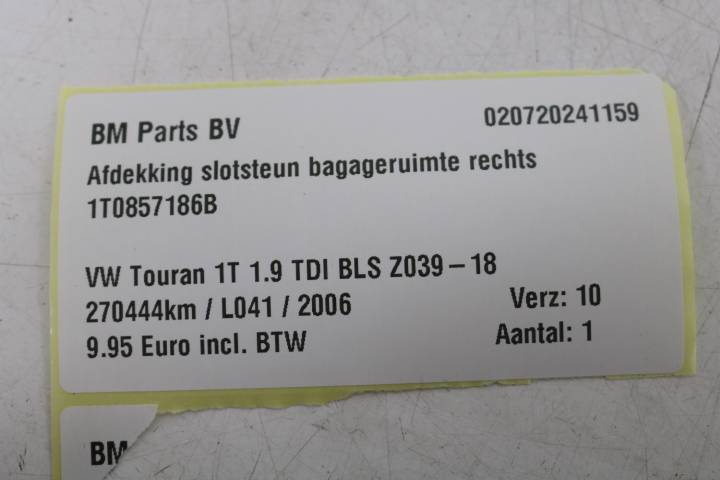 BM Parts BV 020720241159
Afdekking slotsteun bagageruimte rechts
1T0857186B
VW Touran 1T 1.9 TDI BLS Z039-18
270444km / L041 / 2006 Verz: 10
9.95 Euro incl. BTW Aantal: 1
BM